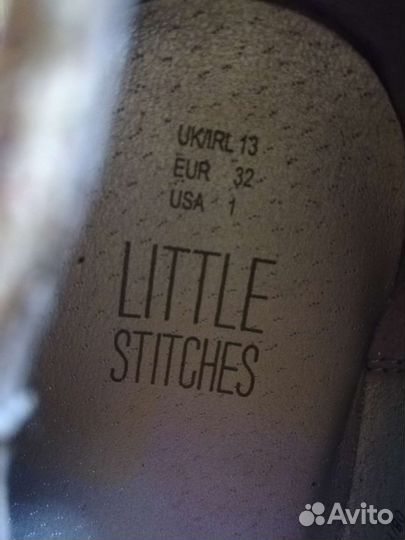 UK/IRL 13
EUR 32
USA 1
LITTLE
STITCHES
Avito